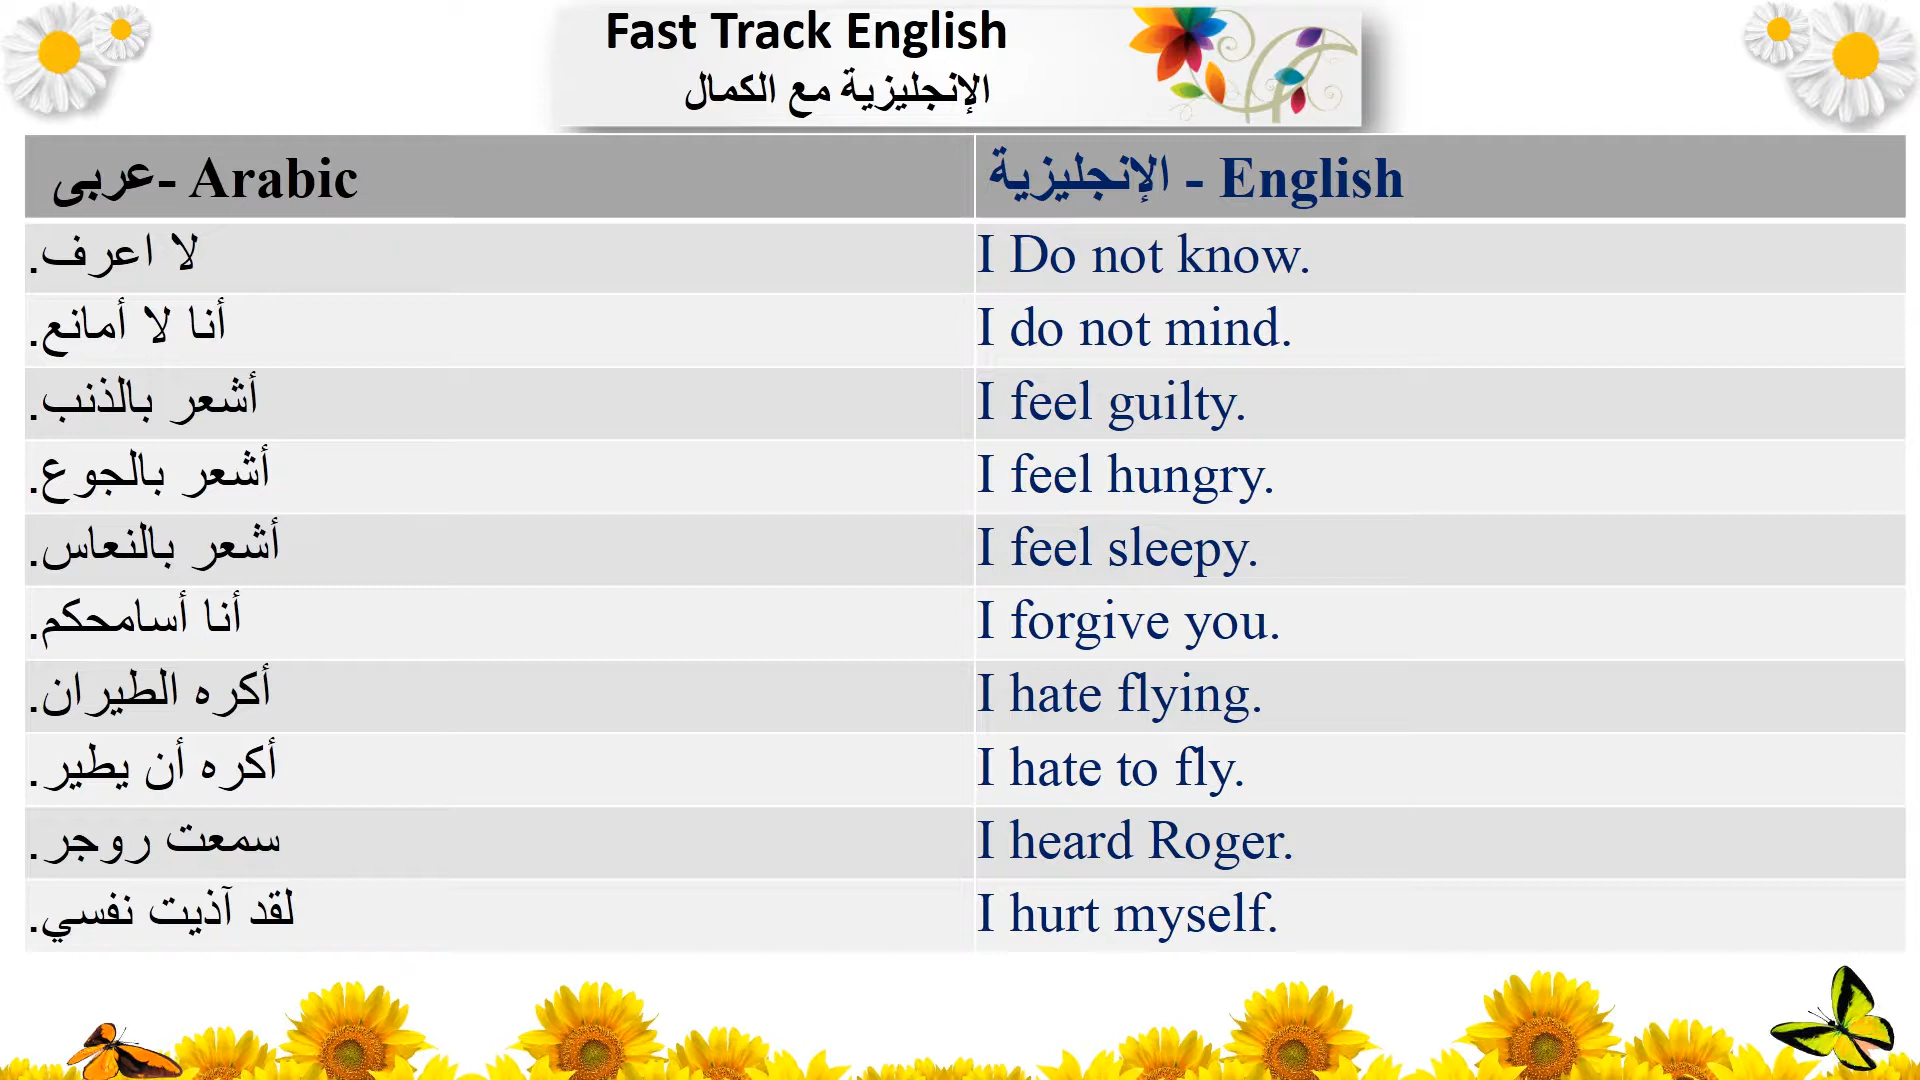 Fast Track English
الإنجليزية مع الكمال
عربى- Arabic
الإنجليزية - English
لا اعرف.
I Do not know.
أنا لا أمانع.
I do not mind.
أشعر بالذنب.
I feel guilty.
أشعر بالجوع.
I feel hungry.
أشعر بالنعاس.
I feel sleepy.
أنا أسامحكم.
I forgive you.
أكره الطيران.
I hate flying.
أكره أن يطير.
I hate to fly.
سمعت روجر.
I heard Roger.
لقد آذيت نفسي.
I hurt myself.